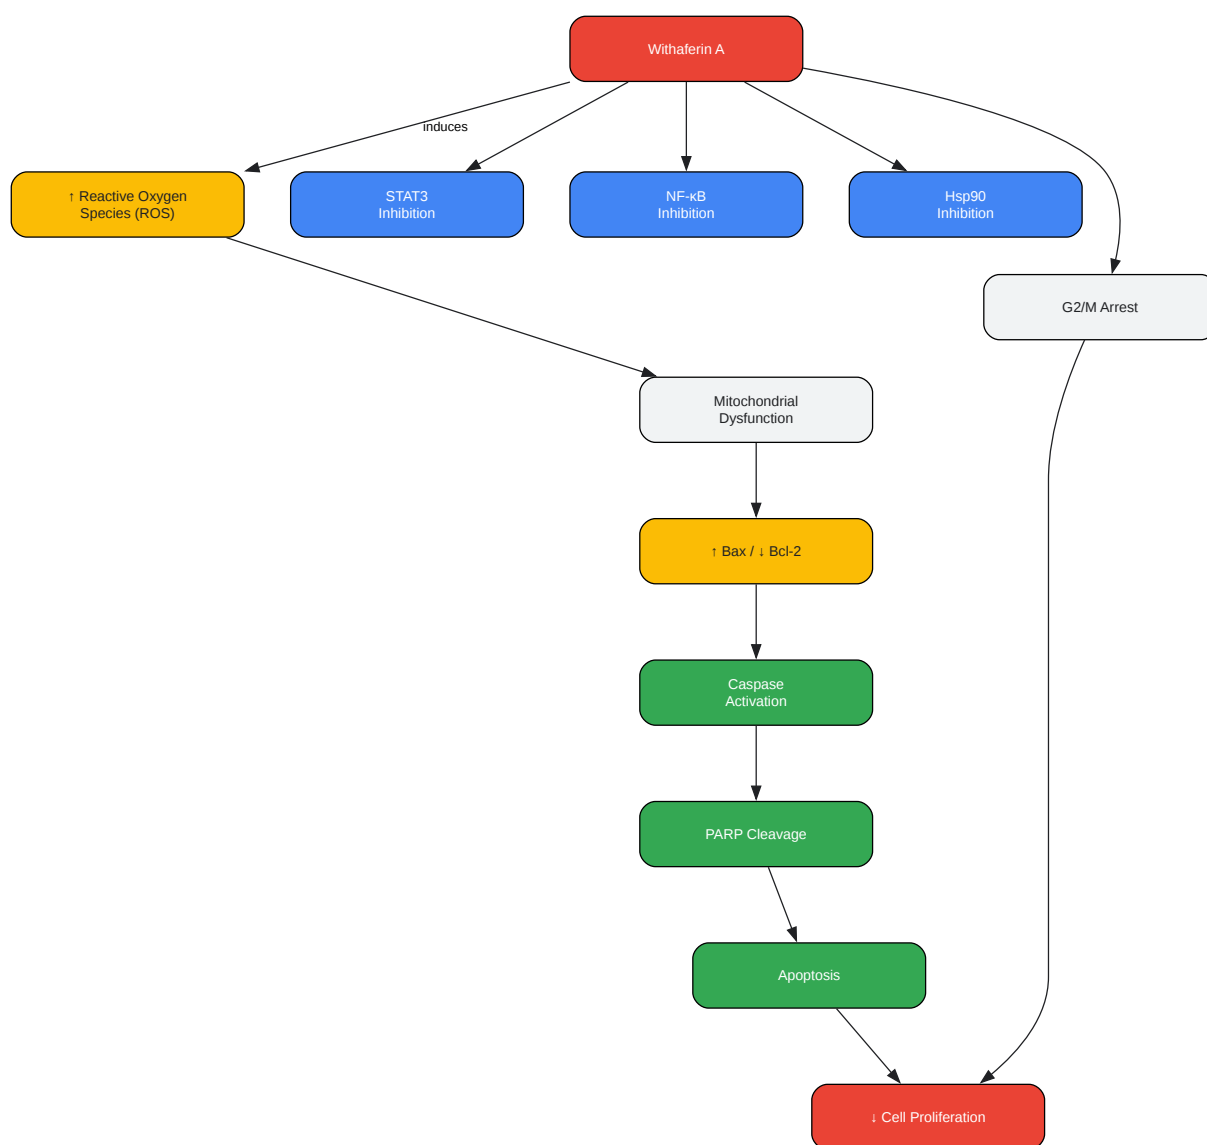 Withaferin A
induces
↑ Reactive Oxygen
Species (ROS)
STAT3
Inhibition
NF-κB
Inhibition
Hsp90
Inhibition
G2/M Arrest
Mitochondrial
Dysfunction
↑ Bax / ↓ Bcl-2
Caspase
Activation
PARP Cleavage
Apoptosis
↓ Cell Proliferation